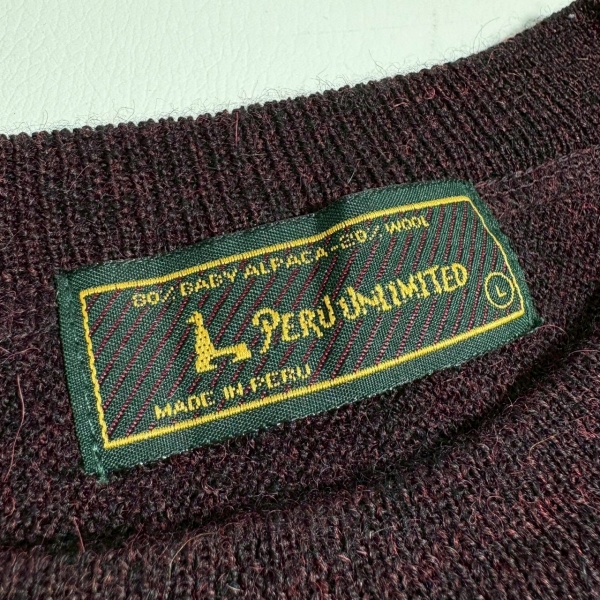 80% BABY ALPACA-20% WOOL
PERU UNLIMITED
L
MADE IN PERU